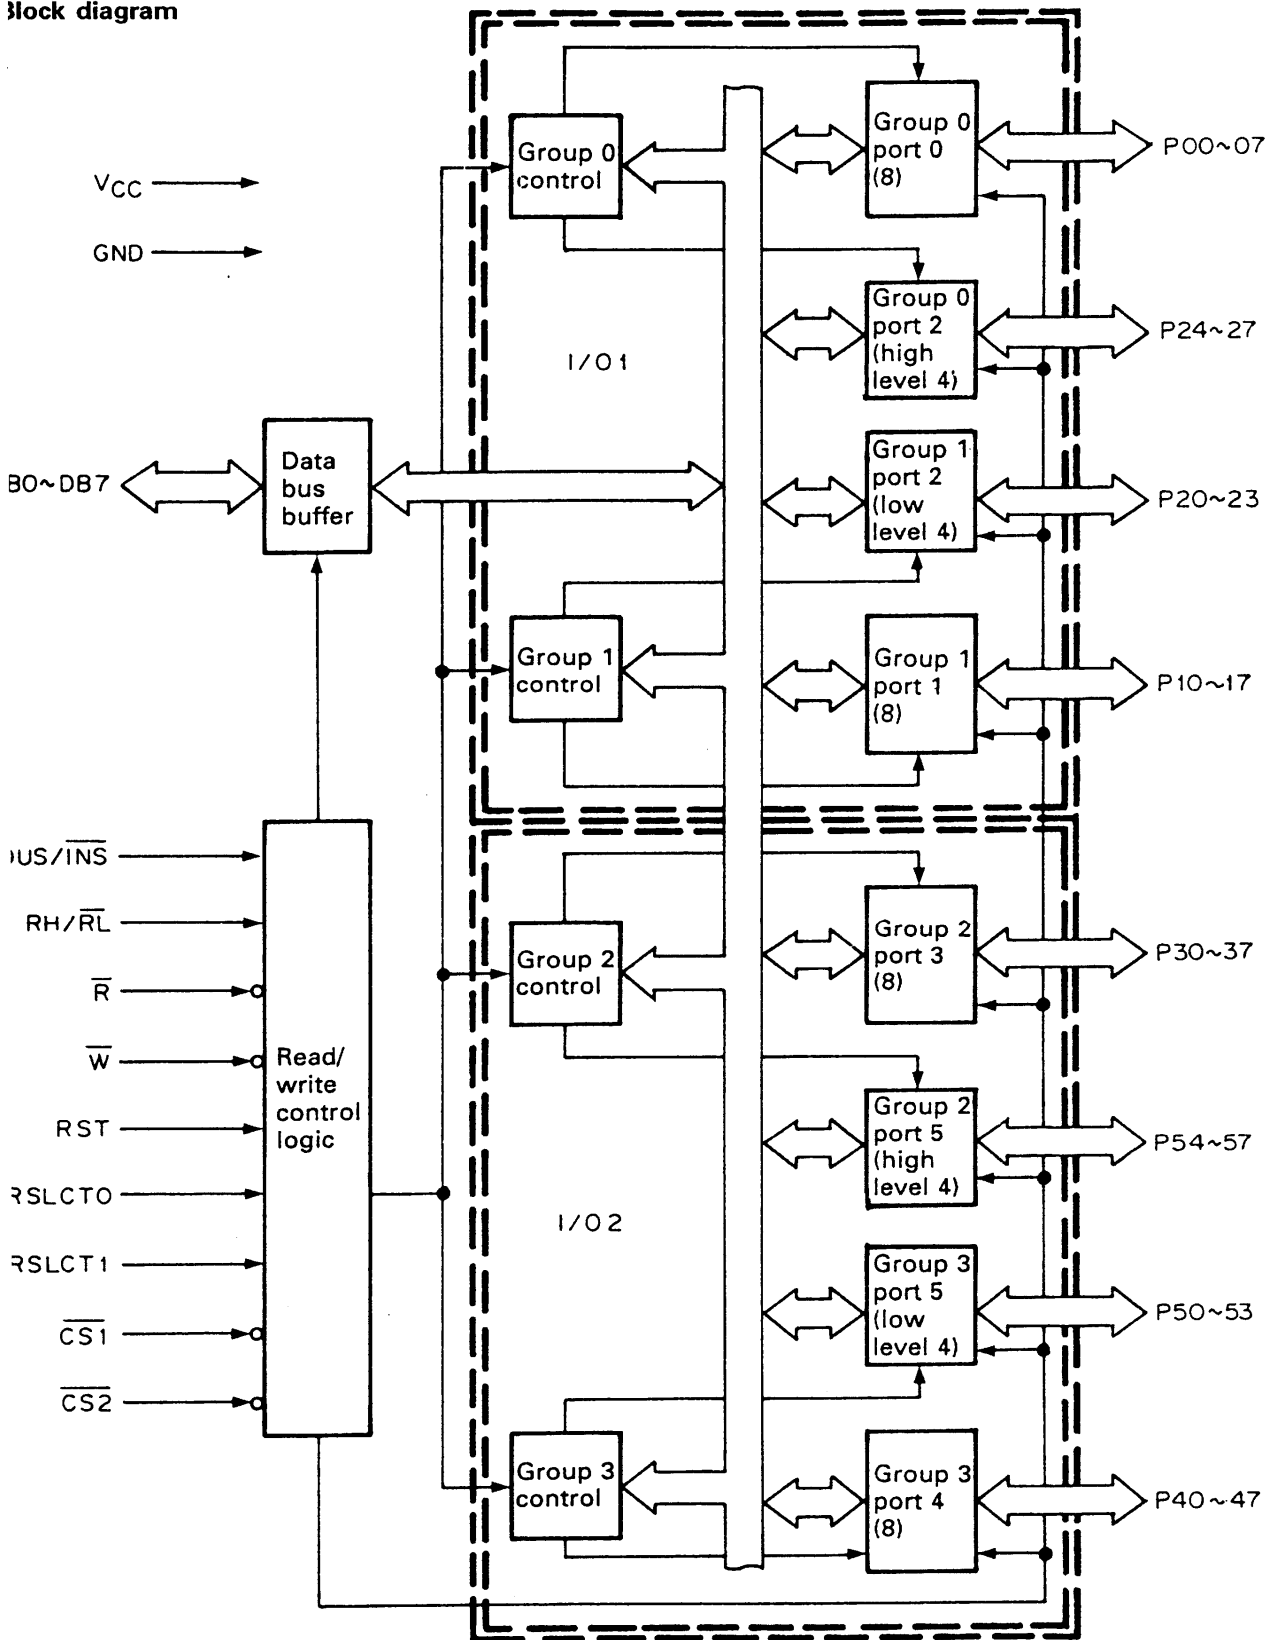 Block diagram
VCC
GND
Group 0
control
Group 0
port 0
(8)
P00~07
Group 0
port 2
(high
level 4)
P24~27
I/O1
Group 1
port 2
(low
level 4)
P20~23
B0~DB7
Data
bus
buffer
Group 1
control
Group 1
port 1
(8)
P10~17
US/INS
RH/RL
R
W
RST
RSLCT0
RSLCT1
CS1
CS2
Read/
write
control
logic
Group 2
control
Group 2
port 3
(8)
P30~37
Group 2
port 5
(high
level 4)
P54~57
I/O2
Group 3
port 5
(low
level 4)
P50~53
Group 3
control
Group 3
port 4
(8)
P40~47